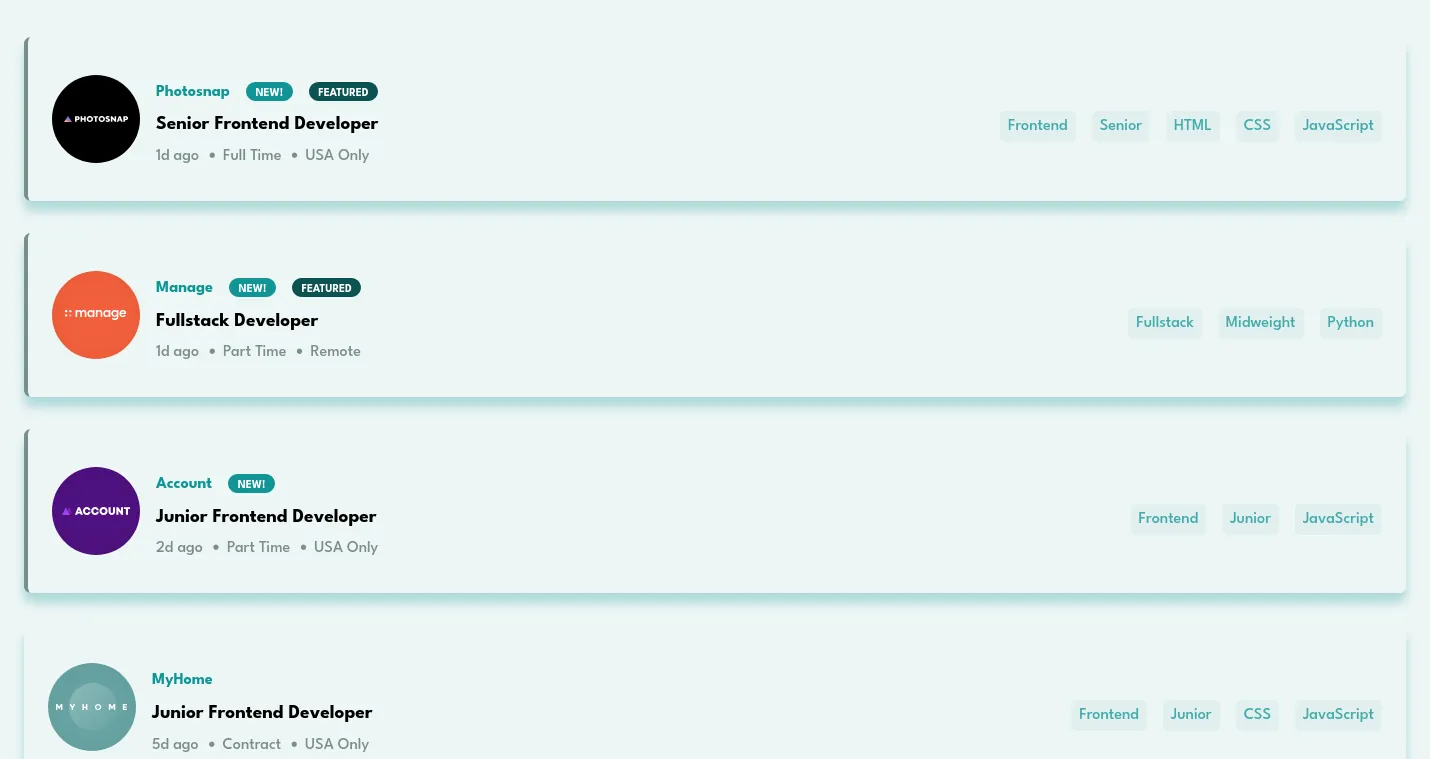 PHOTOSNAP
Photosnap NEW! FEATURED
Senior Frontend Developer
1d ago • Full Time • USA Only
Frontend Senior HTML CSS JavaScript
:: manage
Manage NEW! FEATURED
Fullstack Developer
1d ago • Part Time • Remote
Fullstack Midweight Python
ACCOUNT
Account NEW!
Junior Frontend Developer
2d ago • Part Time • USA Only
Frontend Junior JavaScript
MYHOME
MyHome
Junior Frontend Developer
5d ago • Contract • USA Only
Frontend Junior CSS JavaScript